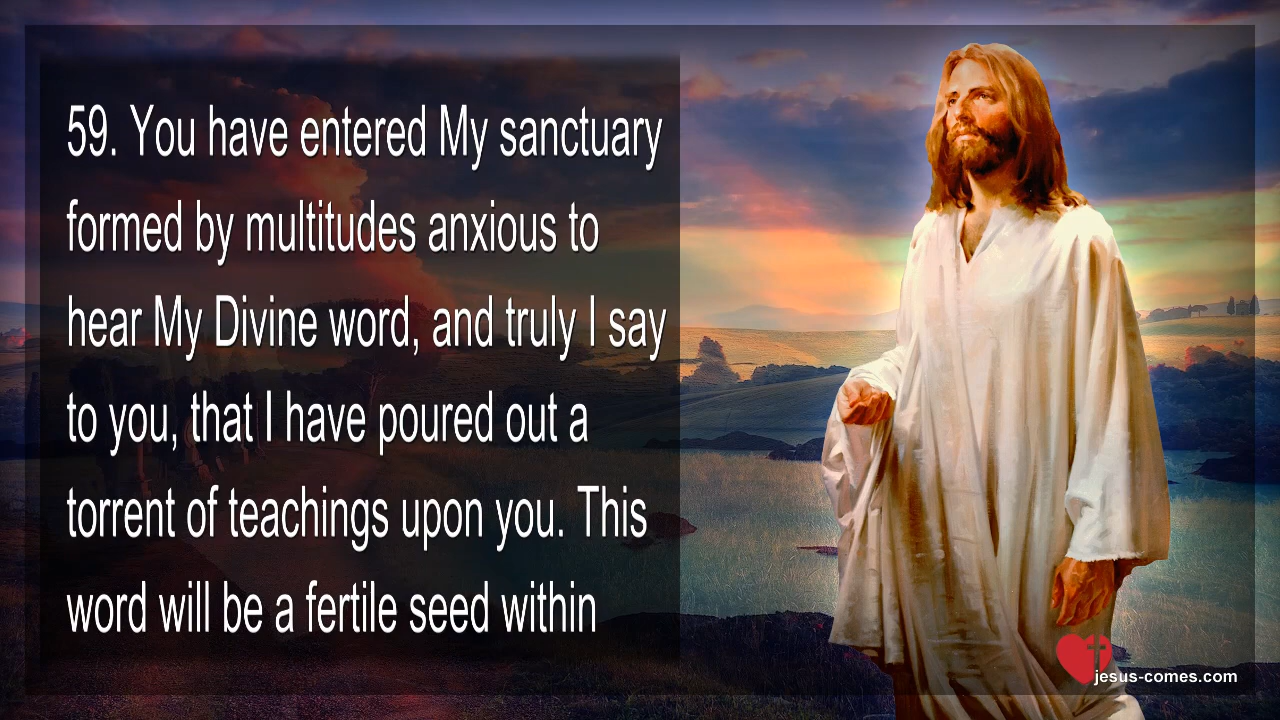 59. You have entered My sanctuary
formed by multitudes anxious to
hear My Divine word, and truly I say
to you, that I have poured out a
torrent of teachings upon you. This
word will be a fertile seed within
jesus-comes.com